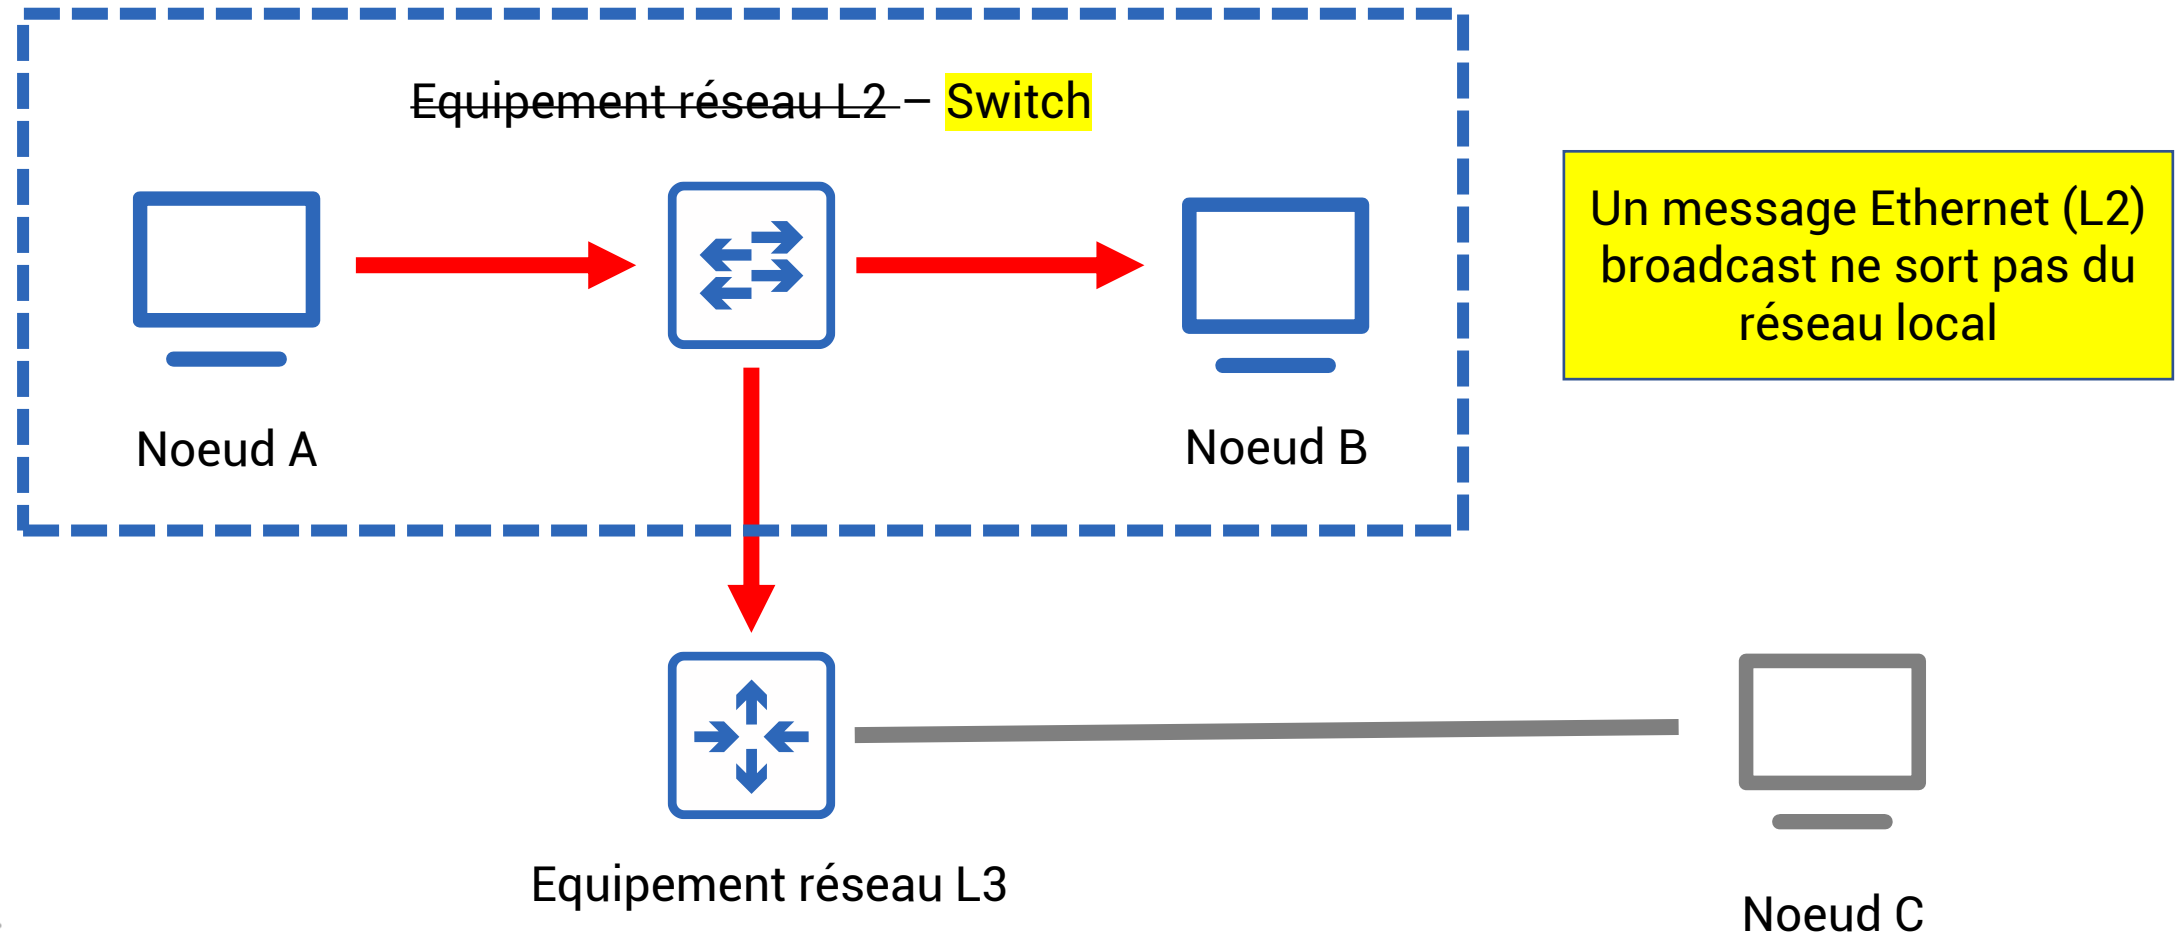 Equipement réseau L2 – Switch
Un message Ethernet (L2)
broadcast ne sort pas du
réseau local
Noeud A
Noeud B
Equipement réseau L3
Noeud C